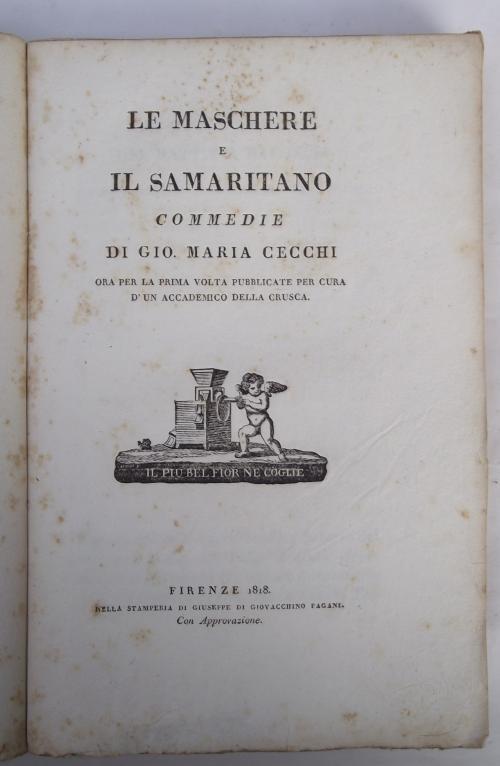 LE MASCHERE
E
IL SAMARITANO
COMMEDIE
DI GIO. MARIA CECCHI
ORA PER LA PRIMA VOLTA PUBBLICATE PER CURA
D'UN ACCADEMICO DELLA CRUSCA.
IL PIU BEL FIOR NE COGLIE
FIRENZE 1818.
NELLA STAMPERIA DI GIUSEPPE DI GIOVACCHINO PAGANI.
Con Approvazione.